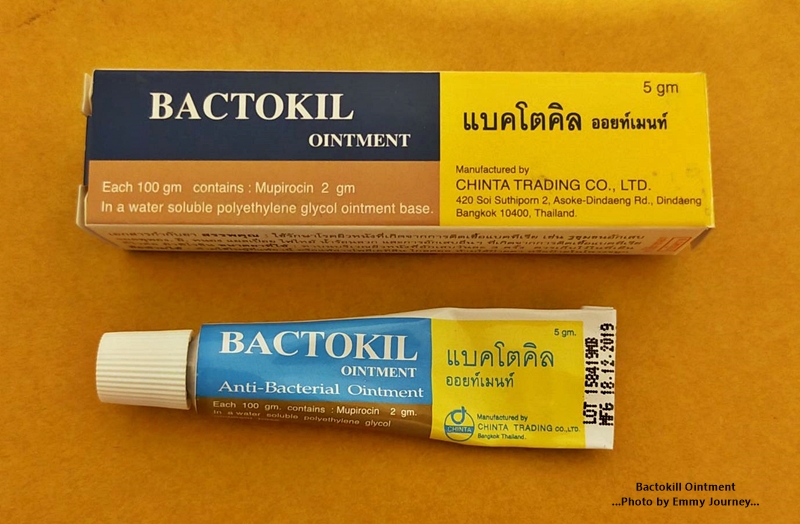 BACTOKIL
OINTMENT
Each 100 gm contains : Mupirocin 2 gm
In a water soluble polyethylene glycol ointment base.
5 gm
แบคโตคิล ออยท์เมนท์
Manufactured by
CHINTA TRADING CO., LTD.
420 Soi Suthiporn 2, Asoke-Dindaeng Rd., Dindaeng
Bangkok 10400, Thailand.
BACTOKIL
OINTMENT
Anti-Bacterial Ointment
Each 100 gm. contains : Mupirocin 2 gm.
In a water soluble polyethylene glycol
5 gm.
แบคโตคิล
ออยท์เมนท์
CHINTA
Manufactured by
CHINTA TRADING CO.,LTD.
Bangkok Thailand.
LOT 158419MB
MFG 18.12.2019
Bactokill Ointment
...Photo by Emmy Journey...